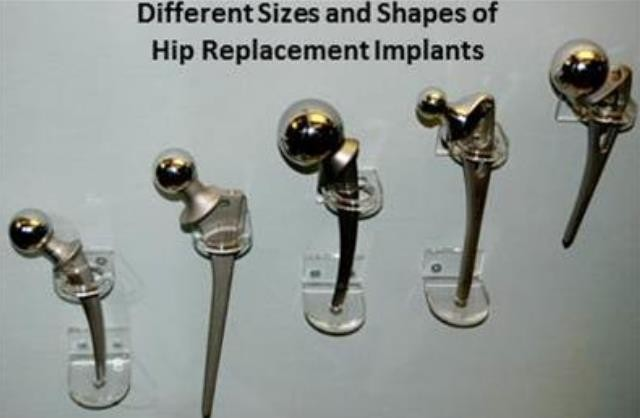 Different Sizes and Shapes of
Hip Replacement Implants